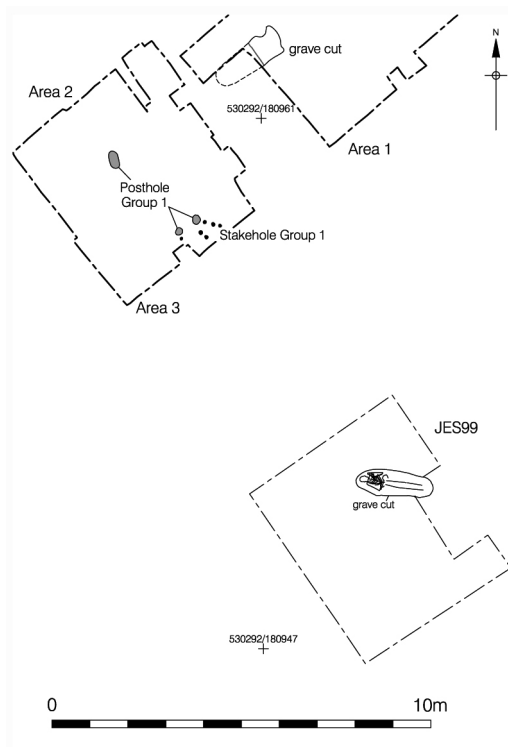 N
grave cut
Area 2
530292/180961
Area 1
Posthole
Group 1
Stakehole Group 1
Area 3
JES99
grave cut
530292/180947
0
10m